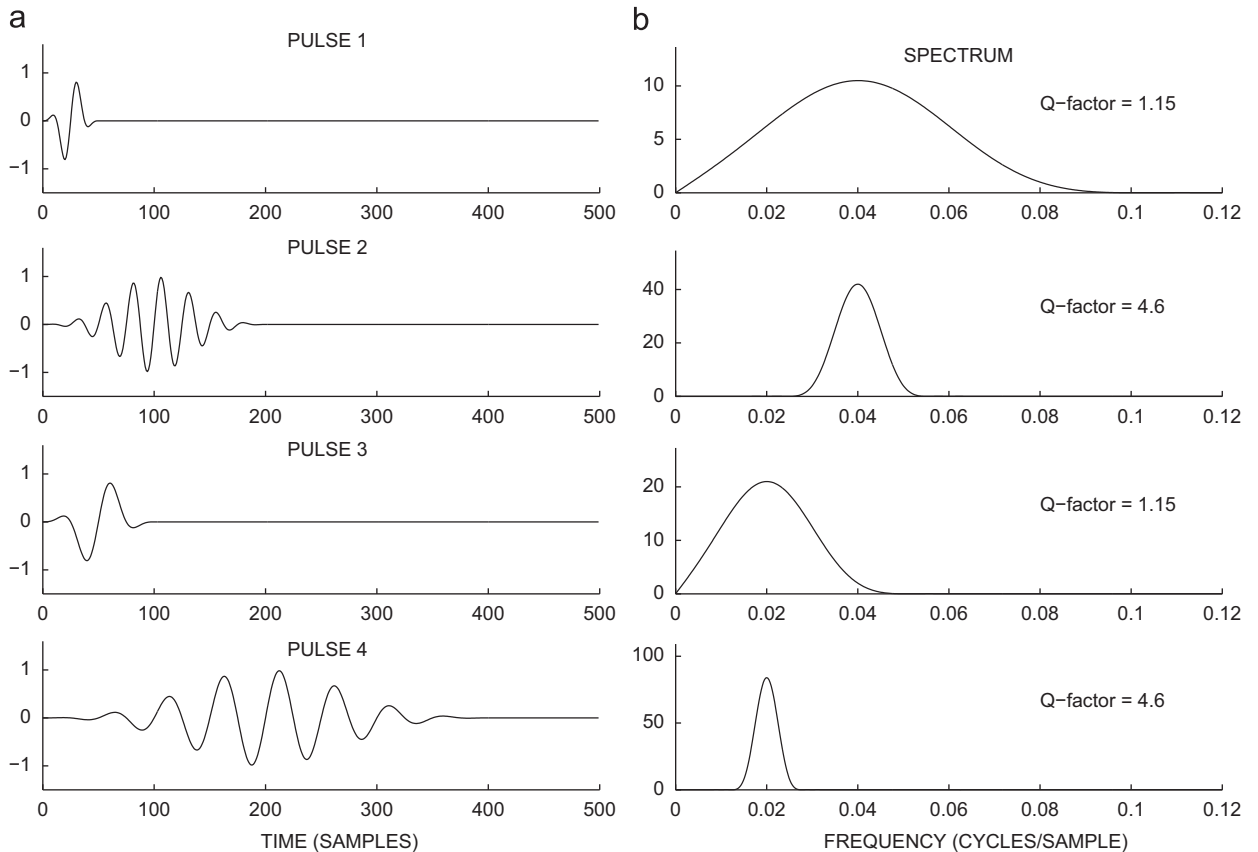 a
PULSE 1
1
0
−1
0 100 200 300 400 500
PULSE 2
1
0
−1
0 100 200 300 400 500
PULSE 3
1
0
−1
0 100 200 300 400 500
PULSE 4
1
0
−1
0 100 200 300 400 500
TIME (SAMPLES)
b
SPECTRUM
Q−factor = 1.15
10
5
0
0 0.02 0.04 0.06 0.08 0.1 0.12
Q−factor = 4.6
40
20
0
0 0.02 0.04 0.06 0.08 0.1 0.12
Q−factor = 1.15
20
10
0
0 0.02 0.04 0.06 0.08 0.1 0.12
Q−factor = 4.6
100
50
0
0 0.02 0.04 0.06 0.08 0.1 0.12
FREQUENCY (CYCLES/SAMPLE)